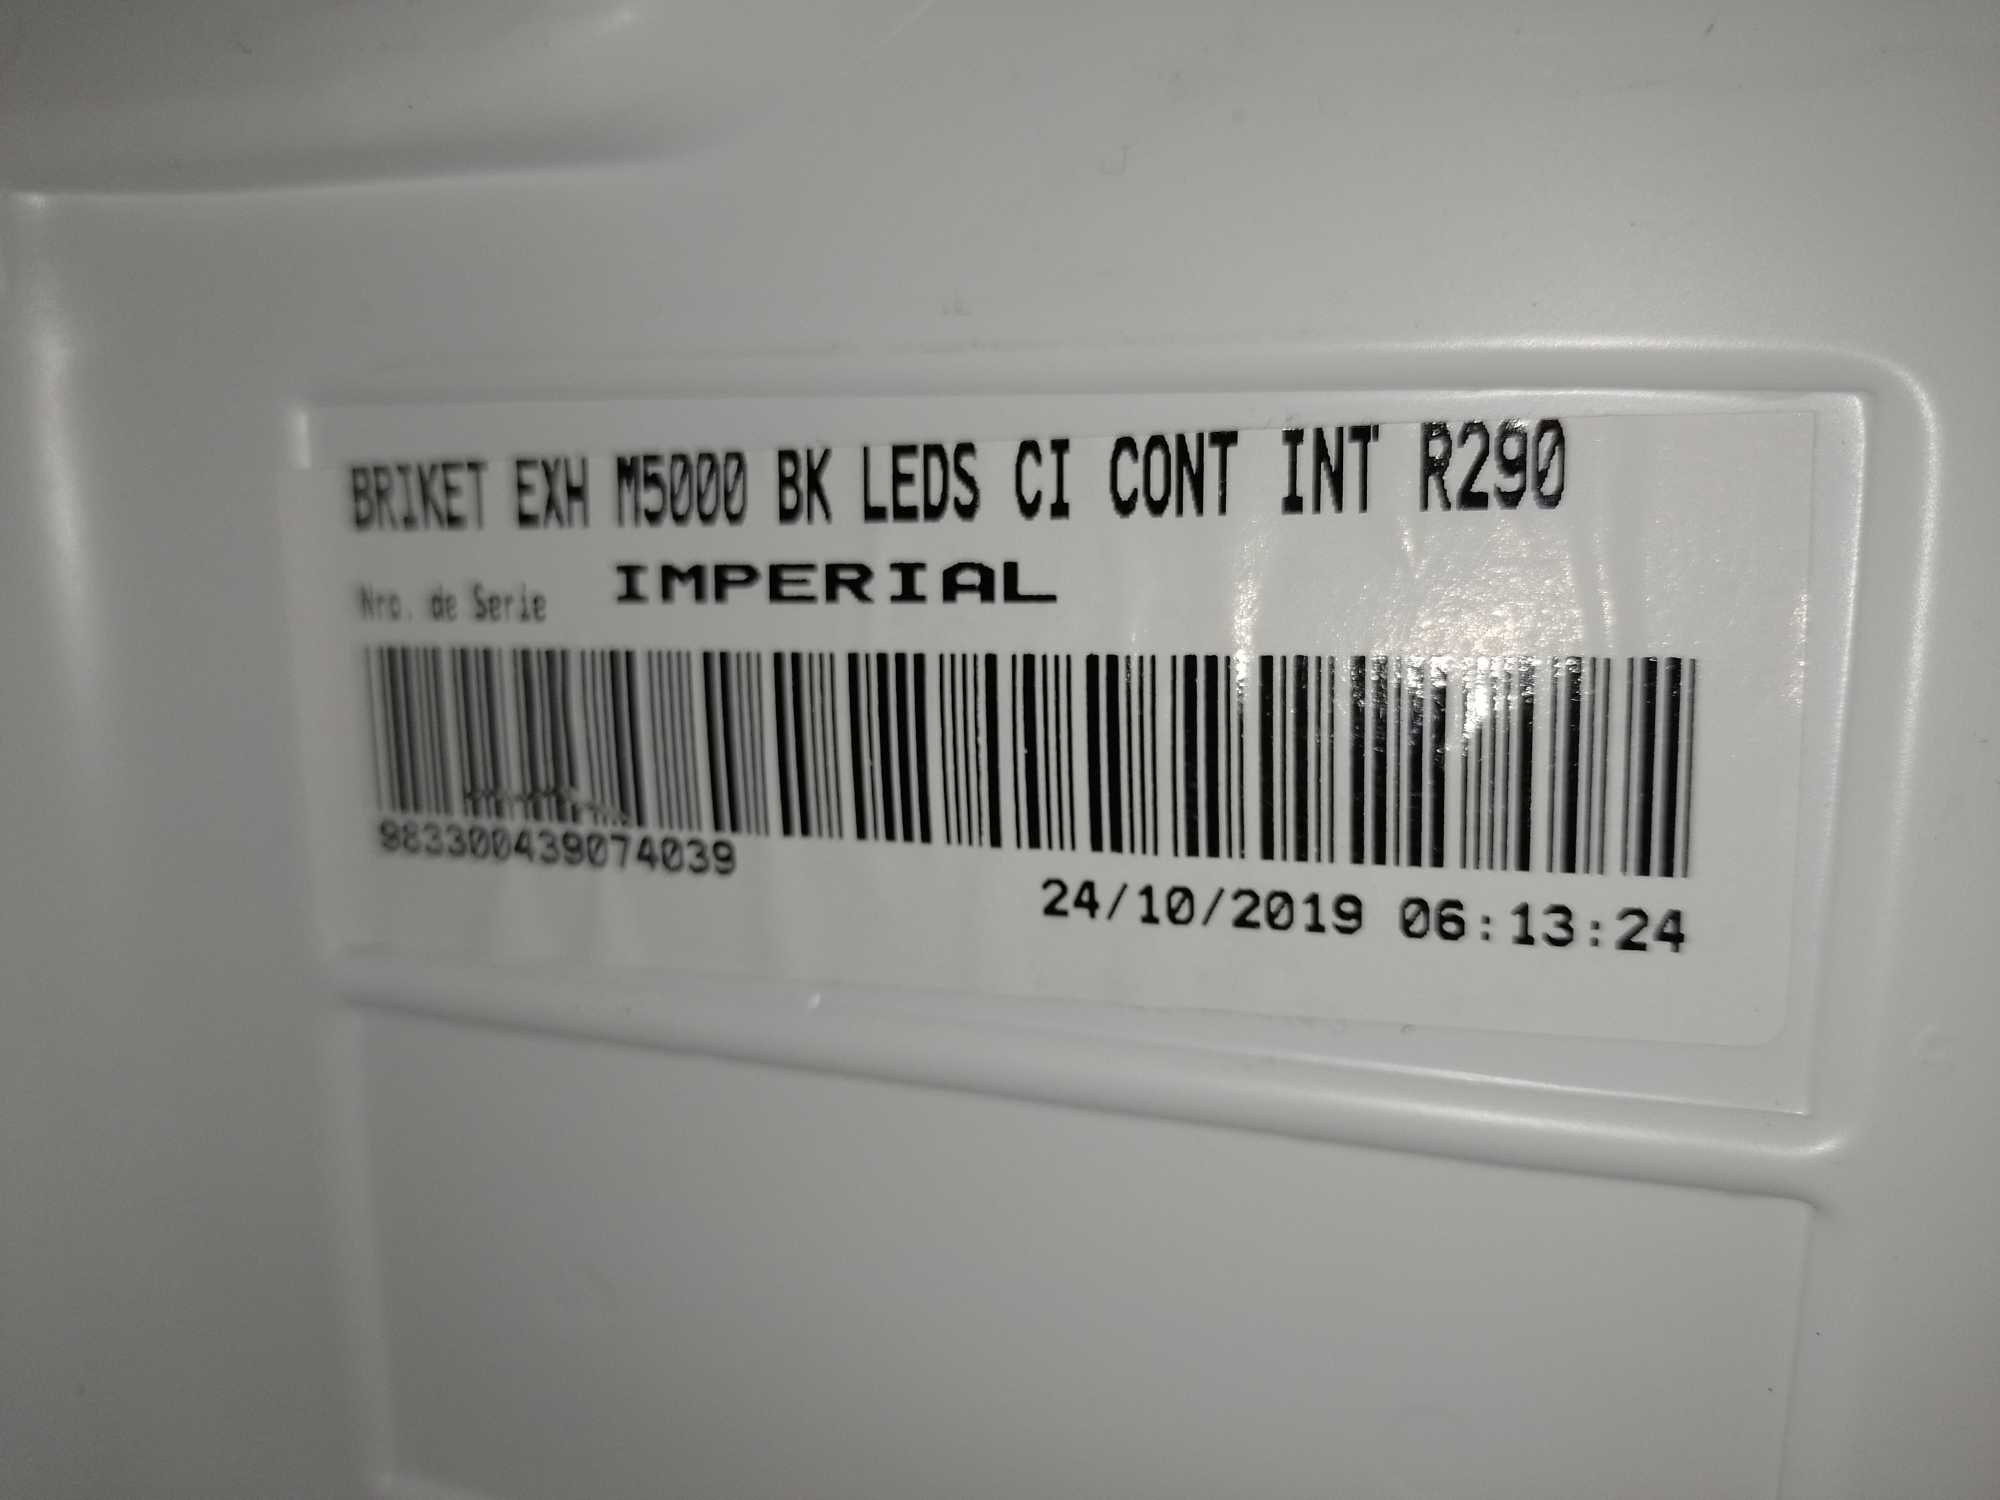 BRIKET EXH M5000 BK LEDS CI CONT INT R290
Nro. de Serie IMPERIAL
983300439074039
24/10/2019 06:13:24